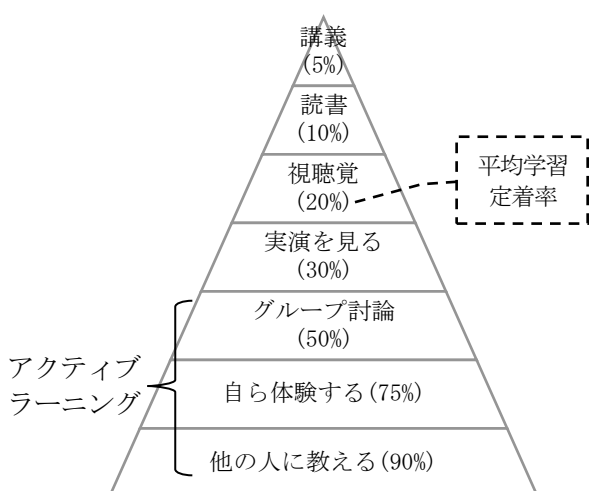 講義
(5%)
読書
(10%)
視聴覚
(20%)
平均学習
定着率
実演を見る
(30%)
グループ討論
(50%)
アクティブ
ラーニング
自ら体験する(75%)
他の人に教える(90%)